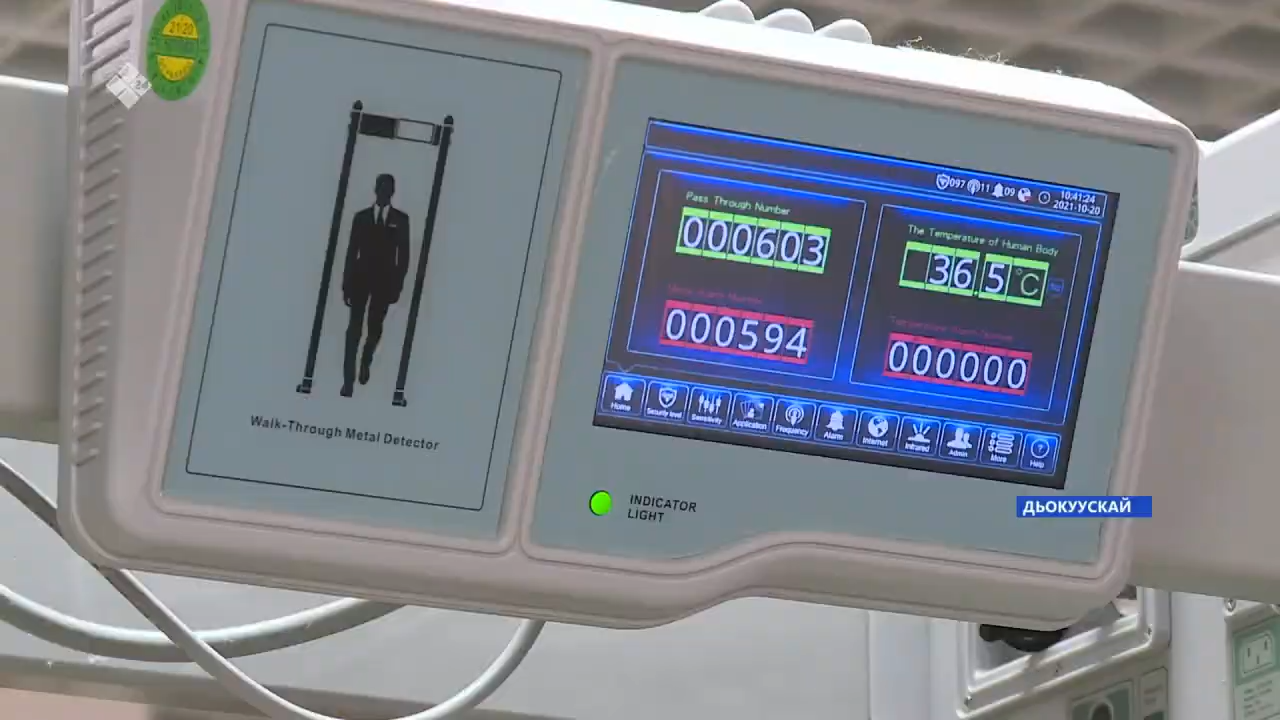 21/20
097 11 09 10:41:24
2021-10-20
Pass Through Number
000603
The Temperature of Human Body
36.5 °C
000594
000000
Home
Security level
Sensitivity
Application
Frequency
Alarm
Internet
Infrared
Admin
More
Help
Walk-Through Metal Detector
INDICATOR
LIGHT
ДЬОКУУСКАЙ